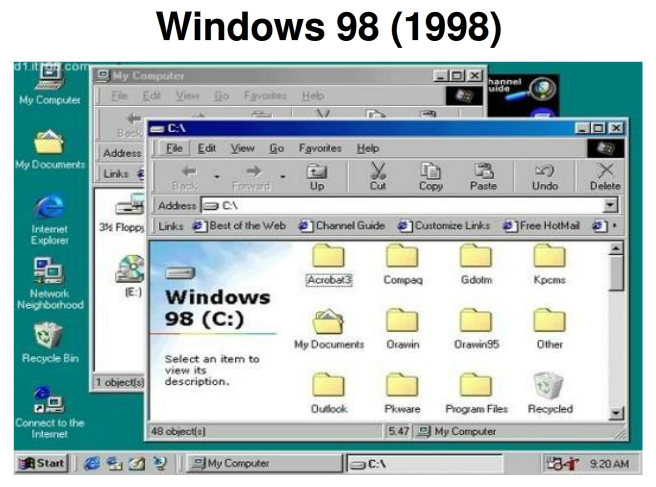 Windows 98 (1998)
My Computer
My Computer
File Edit View Go Favorites Help
Back
Address
Links
3½ Floppy
(E:)
1 object(s)
Channel
Guide
C:\
File Edit View Go Favorites Help
Back Forward Up Cut Copy Paste Undo Delete
Address C:\
Links Best of the Web Channel Guide Customize Links Free HotMail
Windows
98 (C:)
Select an item to
view its
description.
Acrobat3 Compaq Gdotm Kpcms
My Documents Orawin Orawin95 Other
Outlook Pkware Program Files Recycled
48 object(s) 5.47 My Computer
My Documents
Internet
Explorer
Network
Neighborhood
Recycle Bin
Connect to the
Internet
Start My Computer C:\ 9:20 AM